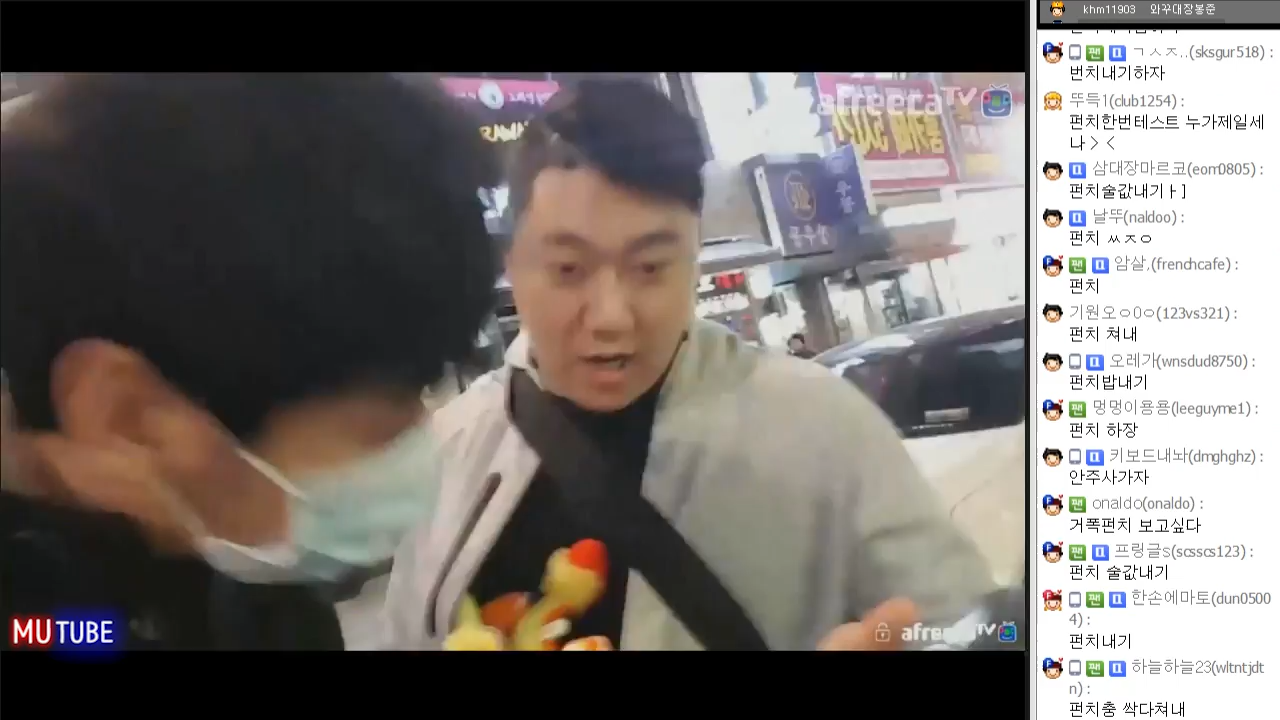 khm11903 와꾸대장봉준
ㄱㅅㅈ..(sksgur518) :
번치내기하자
뚜득1(club1254) :
펀치한번테스트 누가제일세
나 > <
삼대장마르코(eom0805) :
펀치술값내기ㅏ]
날뚜(naldoo) :
펀치 ㅆㅈㅇ
암살,(frenchcafe) :
펀치
기원오ㅇ0ㅇ(123vs321) :
펀치 쳐내
오레가(wnsdud8750) :
펀치밥내기
멍멍이용용(leeguyme1) :
펀치 하장
키보드내놔(dmghghz) :
안주사가자
onaldo(onaldo) :
거폭펀치 보고싶다
프링글s(scsscs123) :
펀치 술값내기
한손에마토(dun0500
4) :
펀치내기
하늘하늘23(wltntjdt
n) :
펀치충 싹다쳐내
afreecaTV
MUTUBE
afreecaTV